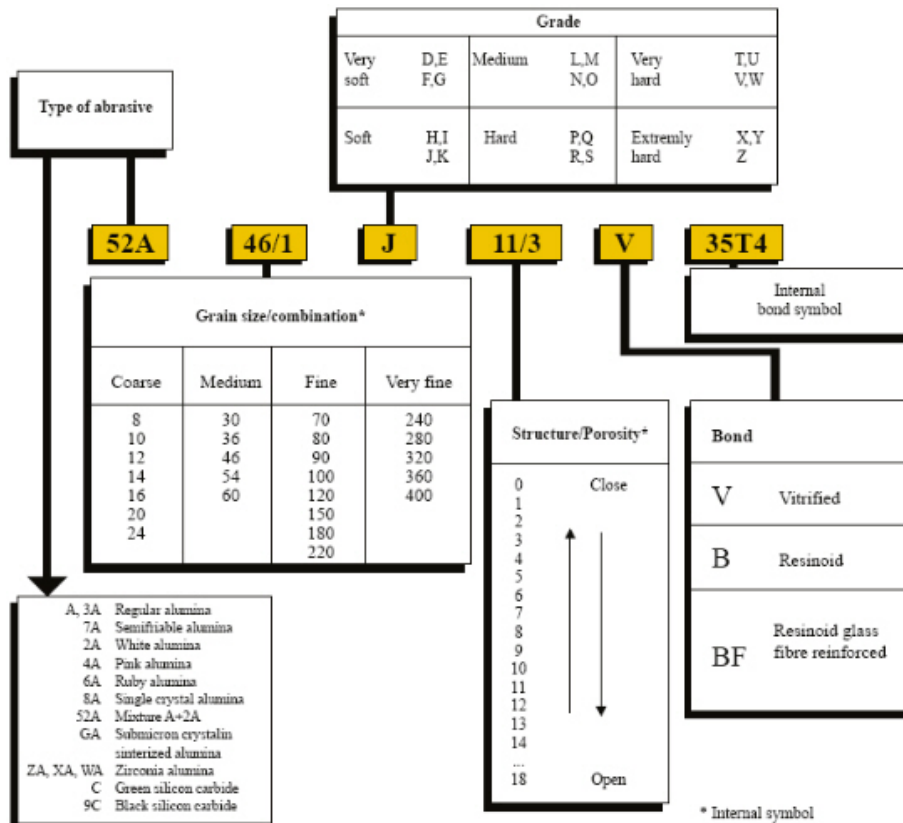 Grade
Very D,E Medium L,M Very T,U
soft F,G N,O hard V,W
Soft H,I Hard P,Q Extremly X,Y
J,K R,S hard Z
Type of abrasive
52A 46/1 J 11/3 V 35T4
Internal
bond symbol
Grain size/combination*
Coarse Medium Fine Very fine
8 30 70 240
10 36 80 280
12 46 90 320
14 54 100 360
16 60 120 400
20 150
24 180
220
Structure/Porosity*
0 Close
1
2
3
4
5
6
7
8
9
10
11
12
13
14
...
18 Open
Bond
V Vitrified
B Resinoid
BF Resinoid glass
fibre reinforced
A, 3A Regular alumina
7A Semifriable alumina
2A White alumina
4A Pink alumina
6A Ruby alumina
8A Single crystal alumina
52A Mixture A+2A
GA Submicron crystalin
sinterized alumina
ZA, XA, WA Zirconia alumina
C Green silicon carbide
9C Black silicon carbide
* Internal symbol